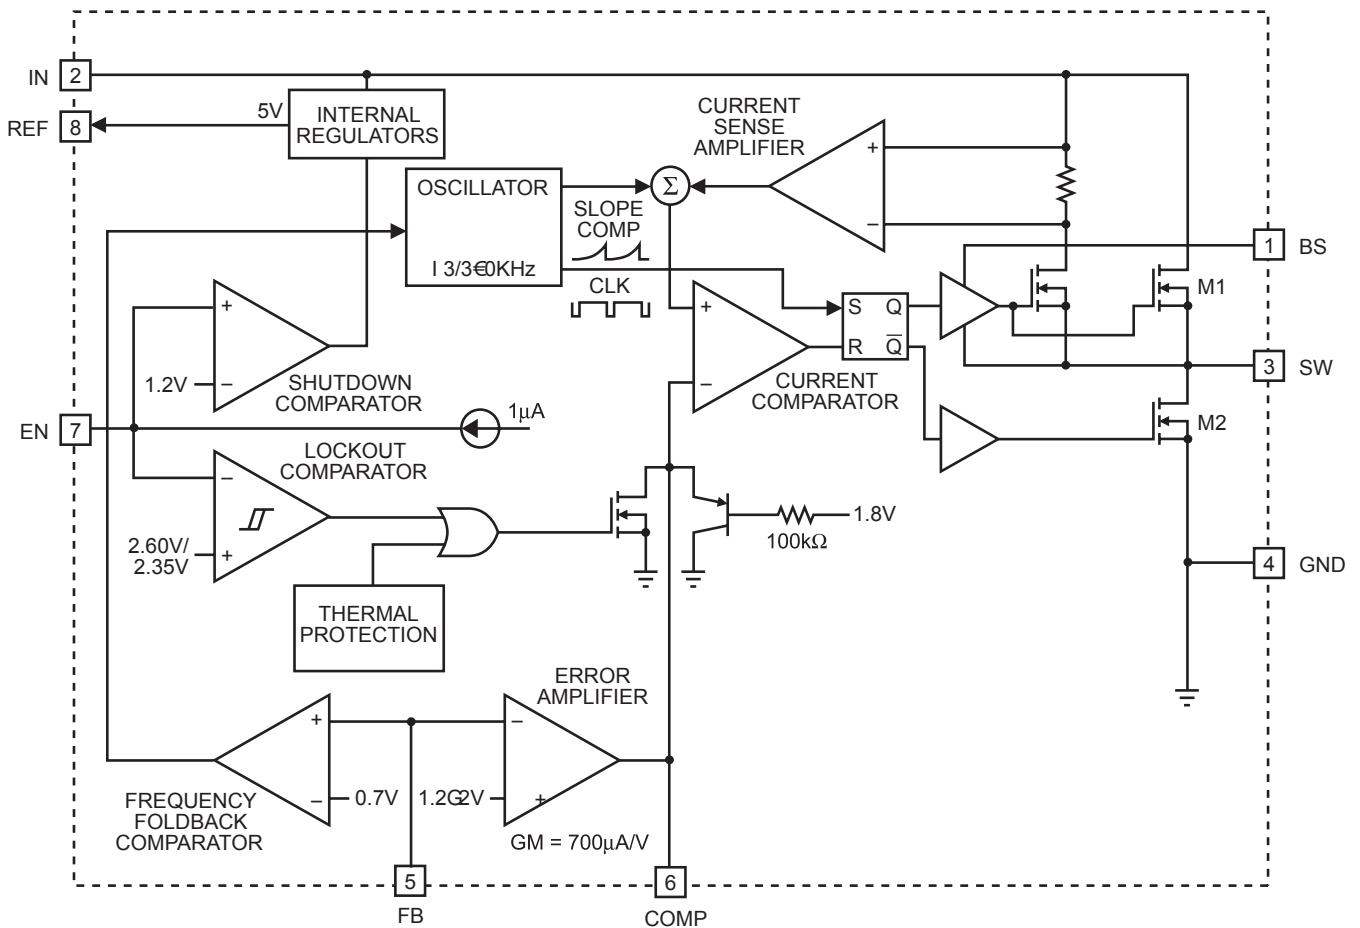 IN
2
REF
8
5V
INTERNAL
REGULATORS
CURRENT
SENSE
AMPLIFIER
+
–
OSCILLATOR
Σ
SLOPE
COMP
CLK
1
BS
M1
+
–
1.2V
SHUTDOWN
COMPARATOR
+
–
S Q
R Q̅
CURRENT
COMPARATOR
3
SW
EN
7
1µA
M2
LOCKOUT
COMPARATOR
–
+
2.60V/
2.35V
1.8V
100kΩ
4
GND
THERMAL
PROTECTION
ERROR
AMPLIFIER
+
–
–
+
0.7V
FREQUENCY
FOLDBACK
COMPARATOR
GM = 700µA/V
5
FB
6
COMP